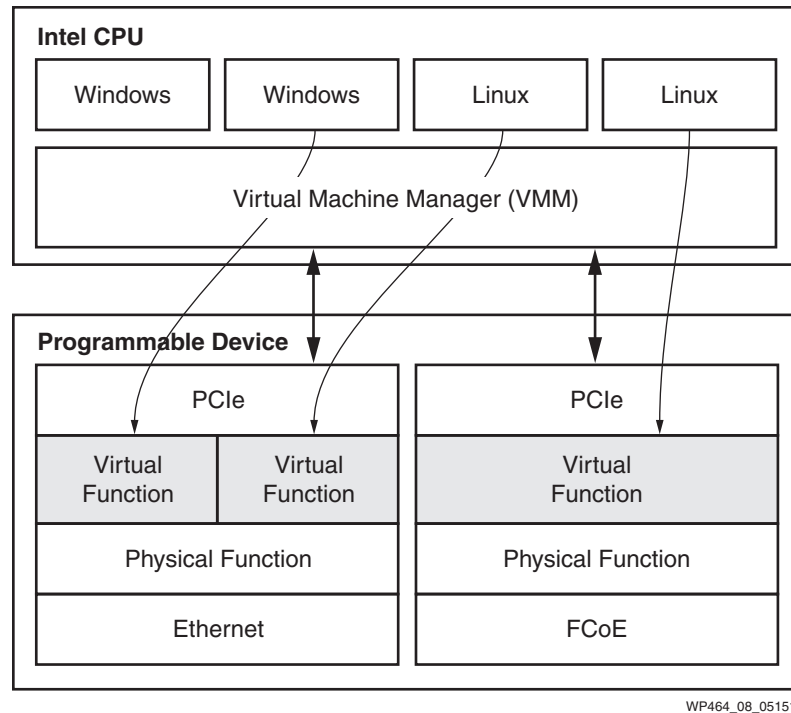 Intel CPU
Windows
Windows
Linux
Linux
Virtual Machine Manager (VMM)
Programmable Device
PCIe
PCIe
Virtual
Function
Virtual
Function
Virtual
Function
Physical Function
Physical Function
Ethernet
FCoE